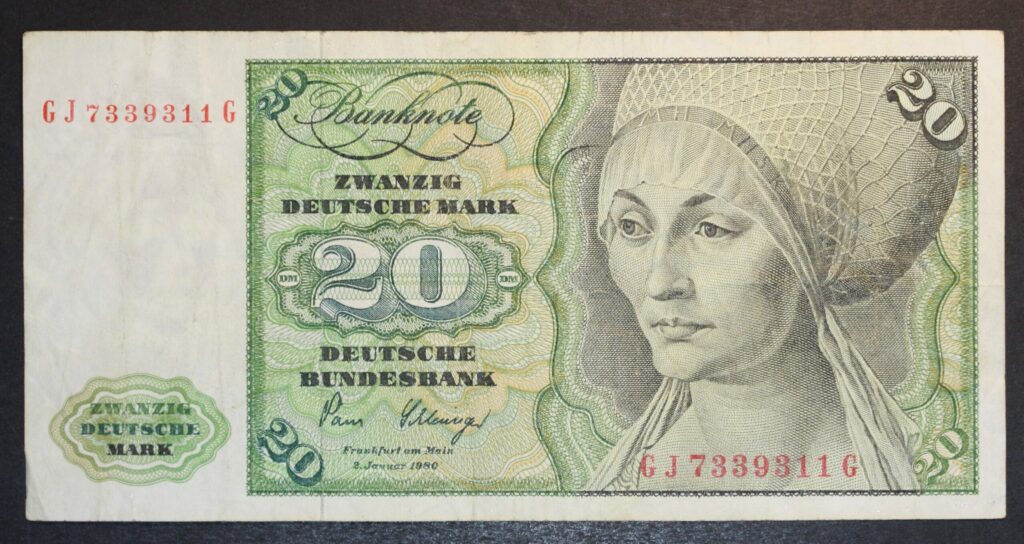 GJ7339311G
20
Banknote
20
ZWANZIG
DEUTSCHE MARK
DM 20 DM
DEUTSCHE
BUNDESBANK
ZWANZIG
DEUTSCHE
MARK
20
Frankfurt am Main
2. Januar 1980
GJ7339311G
20